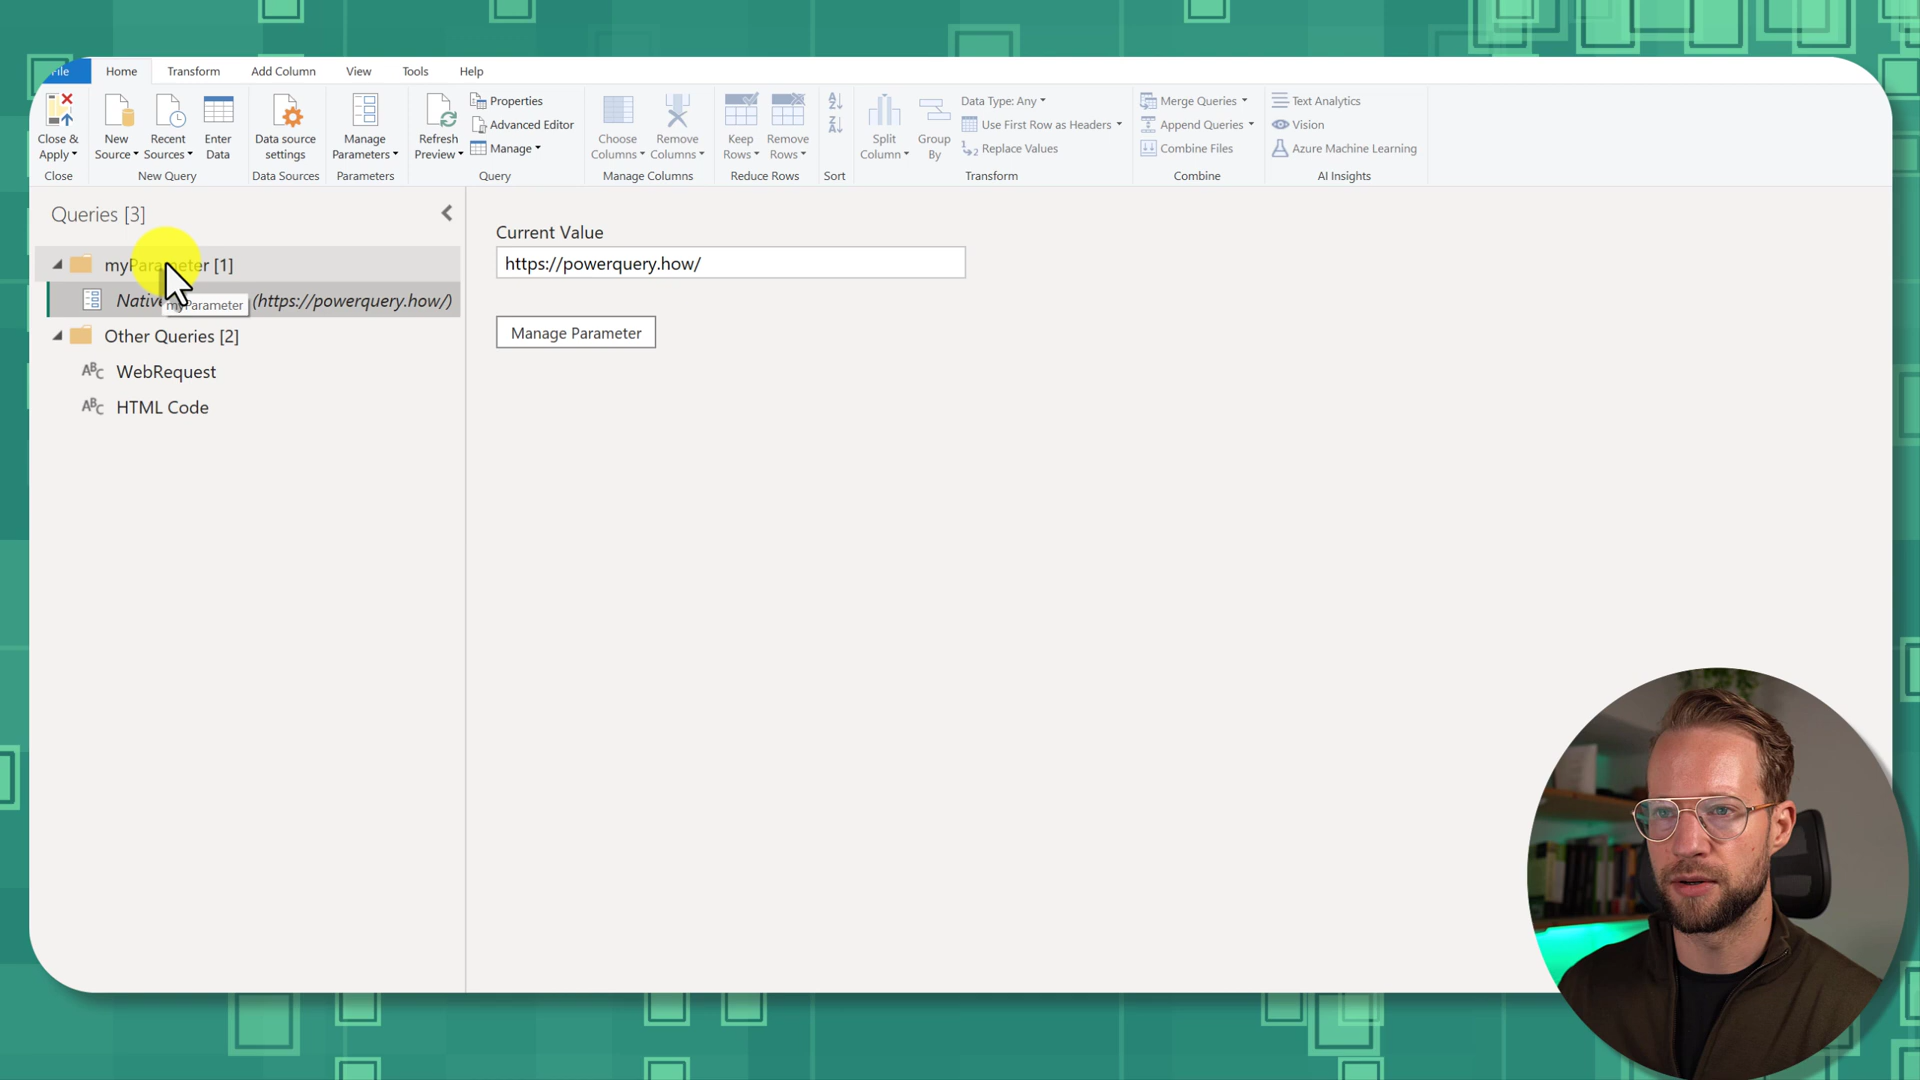 File
Home
Transform
Add Column
View
Tools
Help
Close &
Apply
Close
New
Source
Recent
Sources
Enter
Data
New Query
Data source
settings
Data Sources
Manage
Parameters
Parameters
Refresh
Preview
Properties
Advanced Editor
Manage
Query
Choose
Columns
Remove
Columns
Manage Columns
Keep
Rows
Remove
Rows
Reduce Rows
Sort
Split
Column
Group
By
Data Type: Any
Use First Row as Headers
Replace Values
Transform
Merge Queries
Append Queries
Combine Files
Combine
Text Analytics
Vision
Azure Machine Learning
AI Insights
Queries [3]
myParameter [1]
Native (https://powerquery.how/)
myParameter
Other Queries [2]
WebRequest
HTML Code
Current Value
https://powerquery.how/
Manage Parameter